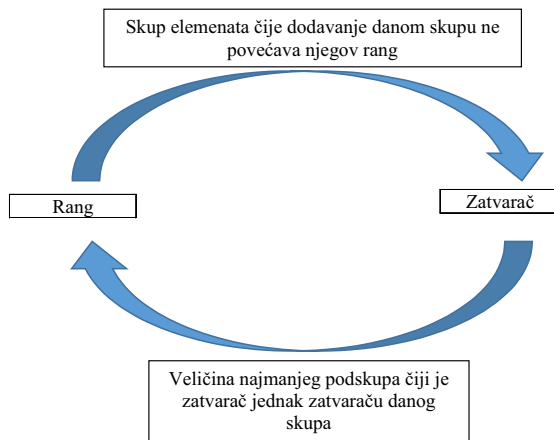 Skup elemenata čije dodavanje danom skupu ne
povećava njegov rang
Rang
Zatvarač
Veličina najmanjeg podskupa čiji je
zatvarač jednak zatvaraču danog
skupa